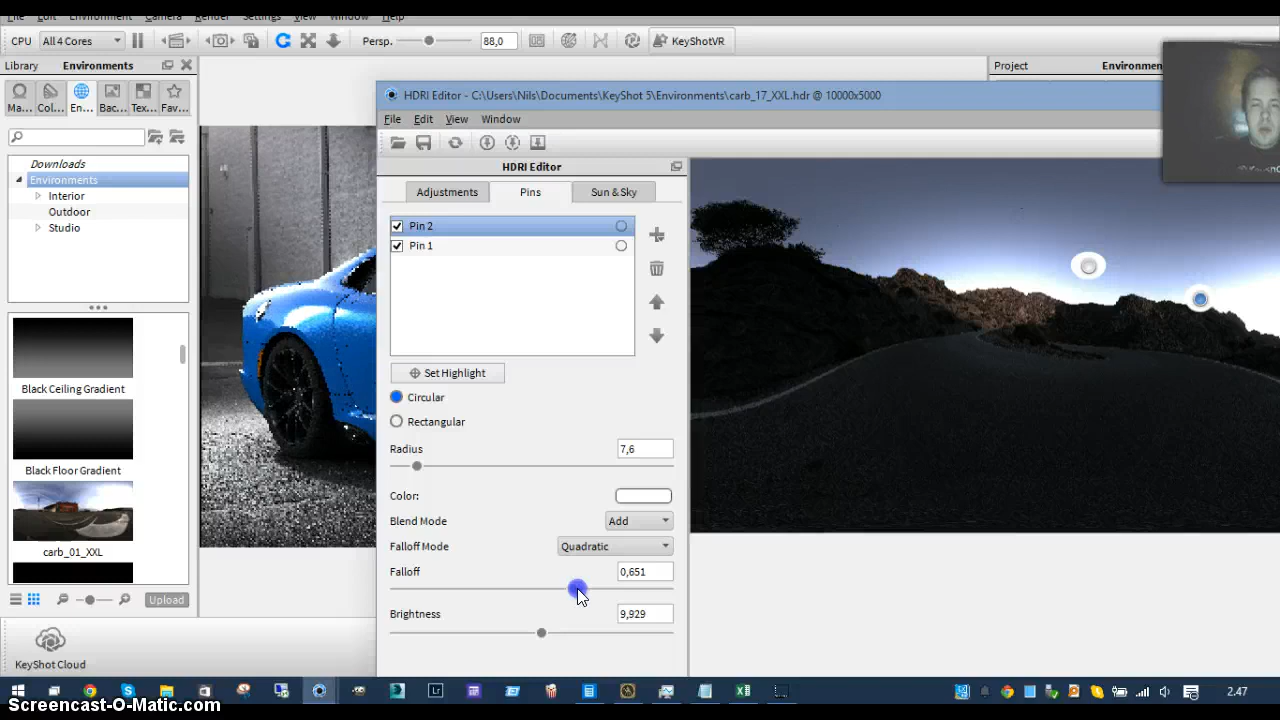 File Edit Environment Camera Render Settings View Window Help
CPU All 4 Cores Persp. 88,0 KeyShotVR
Library Environments
Project
Ma... Col... En... Bac... Tex... Fav...
Downloads
Environments
Interior
Outdoor
Studio
Black Ceiling Gradient
Black Floor Gradient
carb_01_XXL
Upload
KeyShot Cloud
HDRI Editor - C:\Users\Nils\Documents\KeyShot 5\Environments\carb_17_XXL.hdr @ 10000x5000
File Edit View Window
HDRI Editor
Adjustments Pins Sun & Sky
Pin 2
Pin 1
Set Highlight
Circular
Rectangular
Radius 7,6
Color:
Blend Mode Add
Falloff Mode Quadratic
Falloff 0,651
Brightness 9,929
2.47
Screencast-O-Matic.com